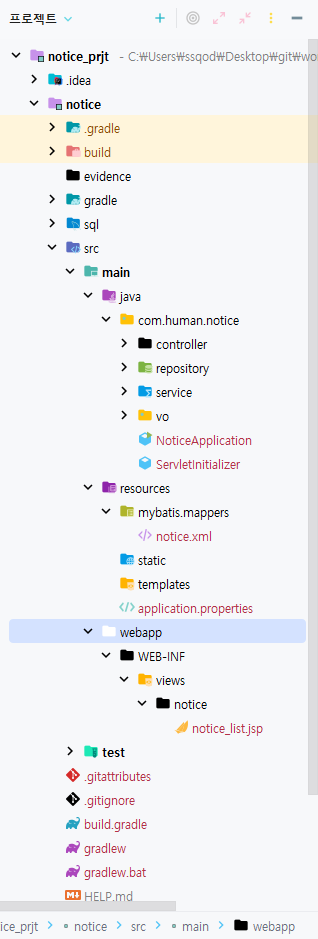 프로젝트
notice_prjt - C:₩Users₩ssqod₩Desktop₩git₩wo
.idea
notice
.gradle
build
evidence
gradle
sql
src
main
java
com.human.notice
controller
repository
service
vo
NoticeApplication
ServletInitializer
resources
mybatis.mappers
notice.xml
static
templates
application.properties
webapp
WEB-INF
views
notice
notice_list.jsp
test
.gitattributes
.gitignore
build.gradle
gradlew
gradlew.bat
HELP.md
ice_prjt > notice > src > main > webapp